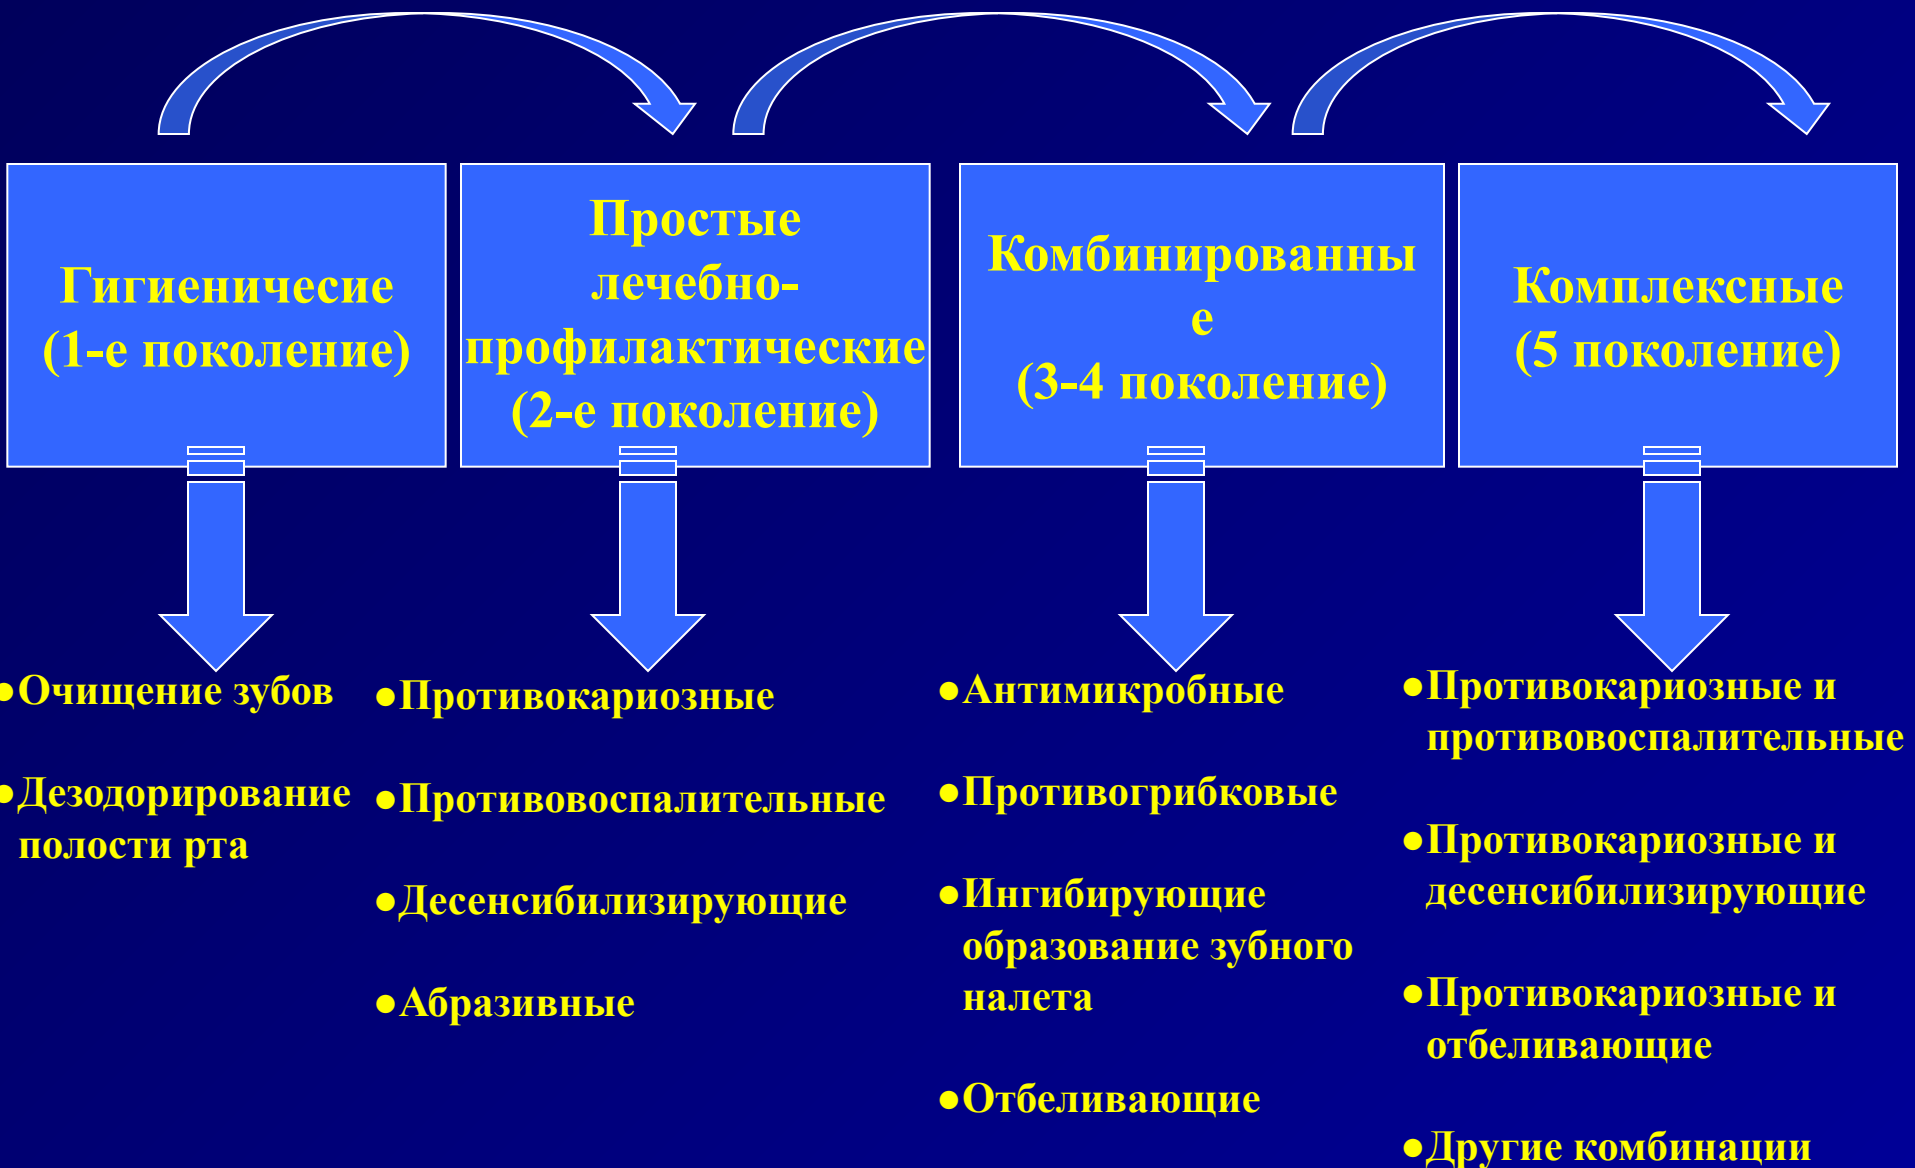 Гигиеничесие
(1-е поколение)
Простые
лечебно-
профилактические
(2-е поколение)
Комбинированны
е
(3-4 поколение)
Комплексные
(5 поколение)
●Очищение зубов
●Дезодорирование
полости рта
●Противокариозные
●Противовоспалительные
●Десенсибилизирующие
●Абразивные
●Антимикробные
●Противогрибковые
●Ингибирующие
образование зубного
налета
●Отбеливающие
●Противокариозные и
противовоспалительные
●Противокариозные и
десенсибилизирующие
●Противокариозные и
отбеливающие
●Другие комбинации